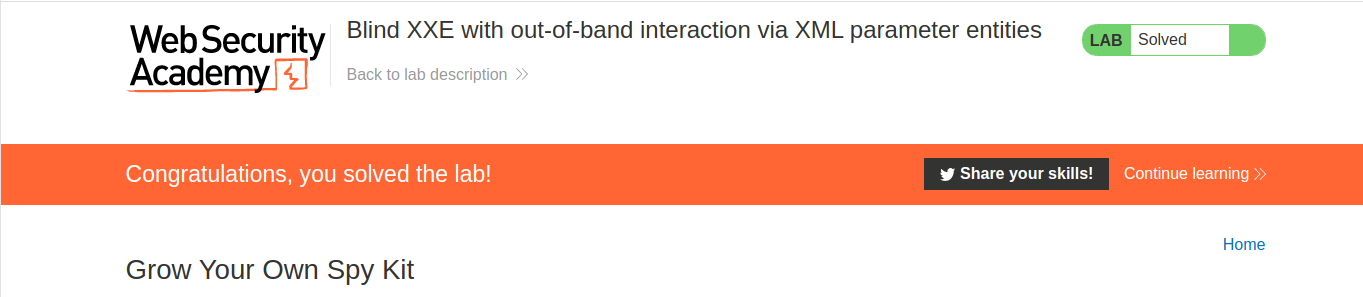 Web Security
Academy
Blind XXE with out-of-band interaction via XML parameter entities
Back to lab description
LAB Solved
Congratulations, you solved the lab!
Share your skills!
Continue learning
Home
Grow Your Own Spy Kit